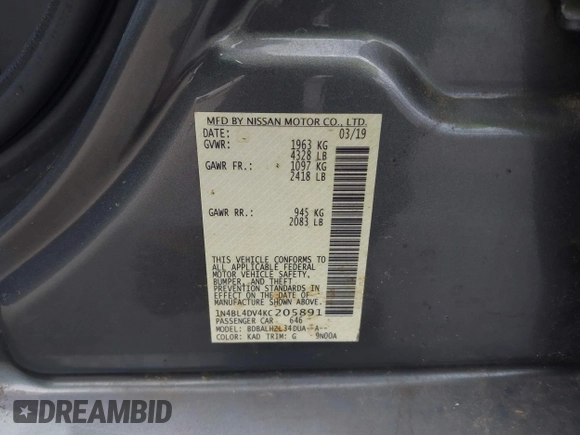 MFD BY NISSAN MOTOR CO., LTD.
DATE: 03/19
GVWR: 1963 KG
4328 LB
GAWR FR.: 1097 KG
2418 LB
GAWR RR.: 945 KG
2083 LB
THIS VEHICLE CONFORMS TO
ALL APPLICABLE FEDERAL
MOTOR VEHICLE SAFETY,
BUMPER, AND THEFT
PREVENTION STANDARDS IN
EFFECT ON THE DATE OF
MANUFACTURE SHOWN ABOVE.
1N4BL4DV4KC205891
PASSENGER CAR 646
MODEL: BDBALHZL34DUA--A--
COLOR: KAD TRIM: G 9N00A
DREAMBID